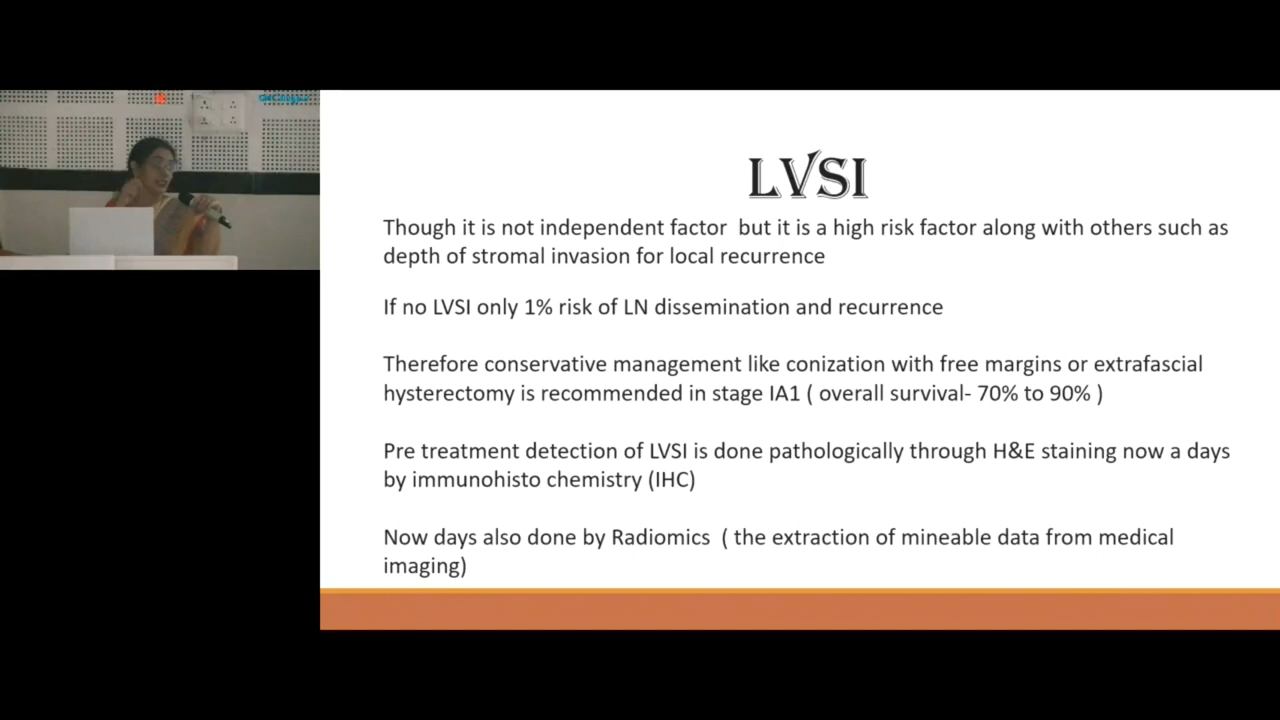 LVSI
Though it is not independent factor  but it is a high risk factor along with others such as
depth of stromal invasion for local recurrence
If no LVSI only 1% risk of LN dissemination and recurrence
Therefore conservative management like conization with free margins or extrafascial
hysterectomy is recommended in stage IA1 ( overall survival- 70% to 90% )
Pre treatment detection of LVSI is done pathologically through H&E staining now a days
by immunohisto chemistry (IHC)
Now days also done by Radiomics  ( the extraction of mineable data from medical
imaging)